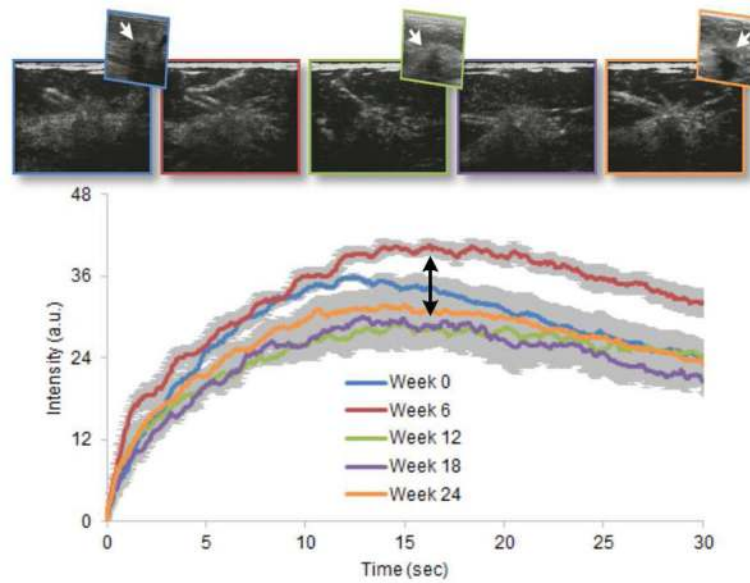 48
36
24
12
0
Intensity (a.u.)
Week 0
Week 6
Week 12
Week 18
Week 24
0 5 10 15 20 25 30
Time (sec)